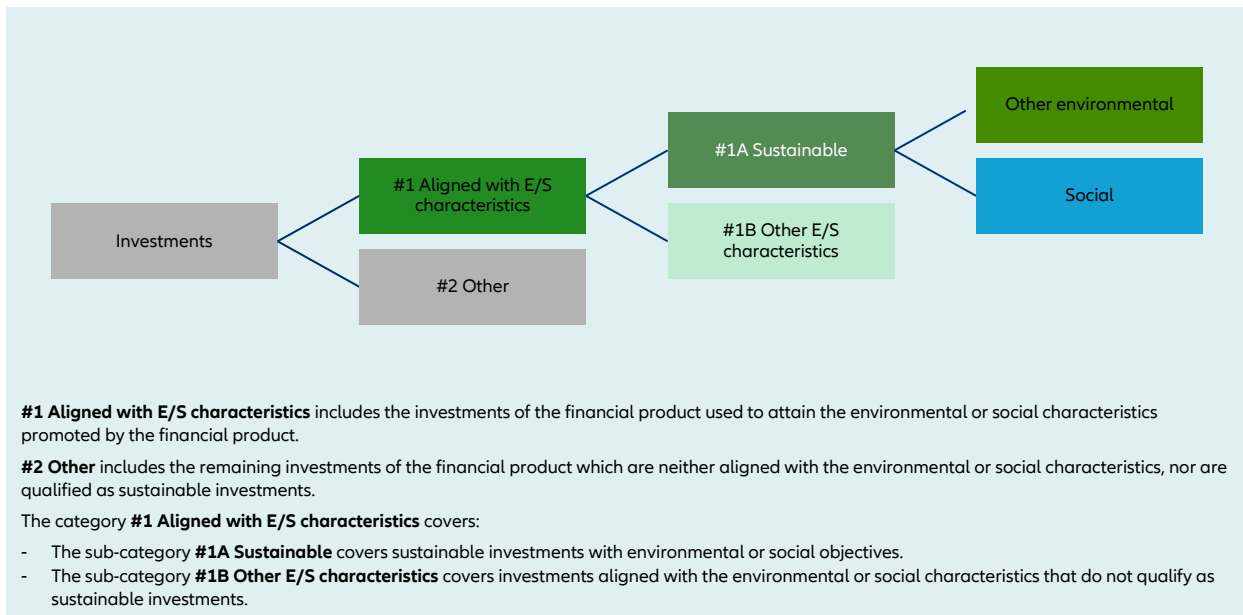 Other environmental
#1A Sustainable
#1 Aligned with E/S
characteristics
Social
Investments
#1B Other E/S
characteristics
#2 Other
#1 Aligned with E/S characteristics includes the investments of the financial product used to attain the environmental or social characteristics
promoted by the financial product.
#2 Other includes the remaining investments of the financial product which are neither aligned with the environmental or social characteristics, nor are
qualified as sustainable investments.
The category #1 Aligned with E/S characteristics covers:
- The sub-category #1A Sustainable covers sustainable investments with environmental or social objectives.
- The sub-category #1B Other E/S characteristics covers investments aligned with the environmental or social characteristics that do not qualify as
sustainable investments.